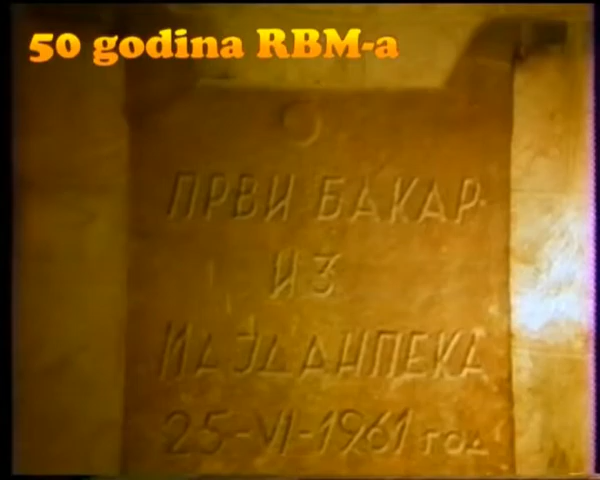 50 godina RBM-a
ПРВИ БАКАР
ИЗ
МАЈДАНПЕКА
25-VI-1961 год